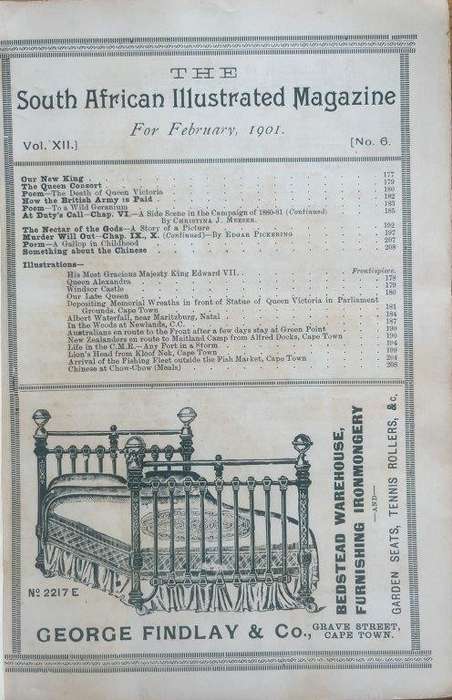 THE
South African Illustrated Magazine
For February, 1901.
Vol. XII.] [No. 6.
Our New King . 177
The Queen Consort . 179
Poem—The Death of Queen Victoria 180
How the British Army is Paid 182
Poem—To a Wild Geranium 183
At Duty's Call—Chap. VI.—A Side Scene in the Campaign of 1880-81 (Continued) 185
By CHRISTINA J. MEESER.
The Nectar of the Gods—A Story of a Picture 192
Murder Will Out—Chap. IX., X. (Continued)—By EDGAR PICKERING 197
Poem—A Gallop in Childhood 207
Something about the Chinese 208
Illustrations—
His Most Gracious Majesty King Edward VII. Frontispiece.
Queen Alexandra 178
Windsor Castle 179
Our Late Queen 180
Depositing Memorial Wreaths in front of Statue of Queen Victoria in Parliament
Grounds, Cape Town 181
Albert Waterfall, near Maritzburg, Natal 184
In the Woods at Newlands, C.C. 187
Australians en route to the Front after a few days stay at Green Point 190
New Zealanders en route to Maitland Camp from Alfred Docks, Cape Town 190
Life in the C.M.R.—Any Port in a Storm 194
Lion's Head from Kloof Nek, Cape Town 199
Arrival of the Fishing Fleet outside the Fish Market, Cape Town 204
Chinese at Chow-Chow (Meals) 208
BEDSTEAD WAREHOUSE,
FURNISHING IRONMONGERY
—AND—
GARDEN SEATS, TENNIS ROLLERS, &c.
No 2217 E
GEORGE FINDLAY & Co., GRAVE STREET,
CAPE TOWN.